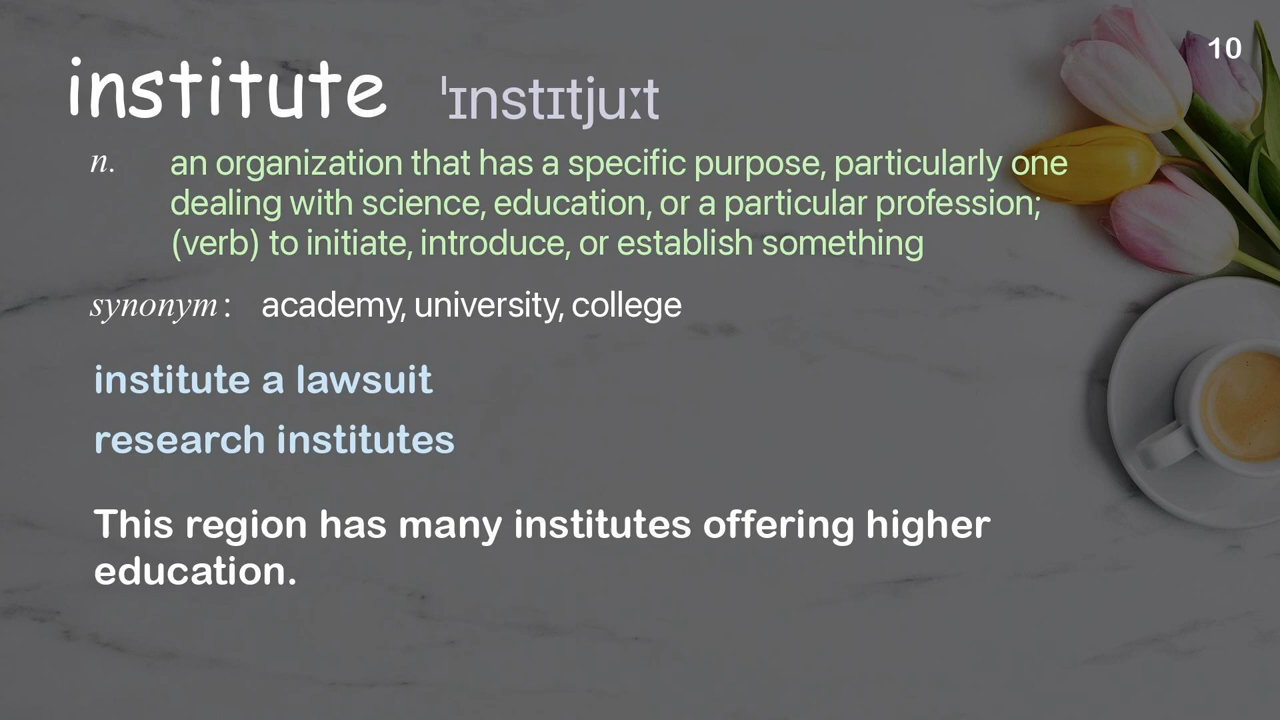 10
institute ˈɪnstɪtjuːt
n. an organization that has a specific purpose, particularly one
dealing with science, education, or a particular profession;
(verb) to initiate, introduce, or establish something
synonym: academy, university, college
institute a lawsuit
research institutes
This region has many institutes offering higher
education.